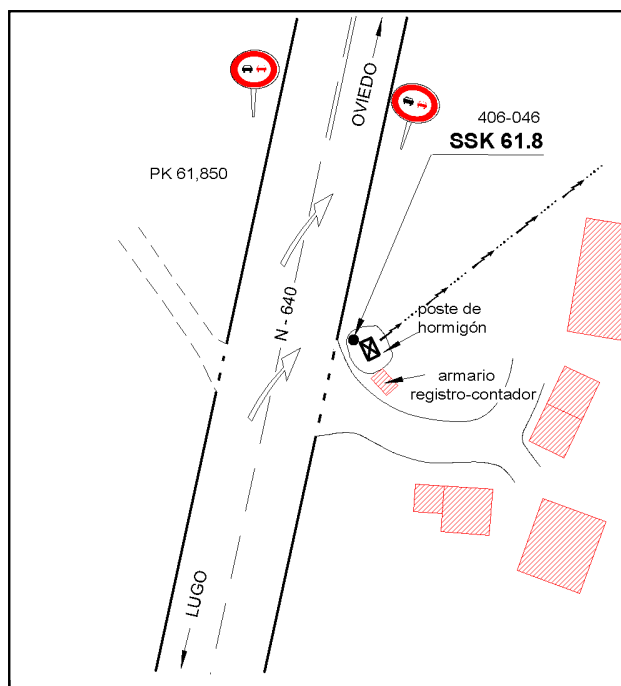 OVIEDO
406-046
SSK 61.8
PK 61,850
N - 640
poste de
hormigón
armario
registro-contador
LUGO